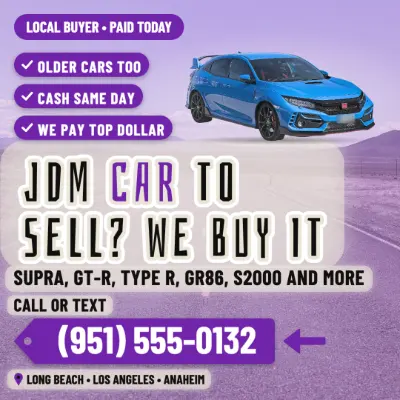 LOCAL BUYER • PAID TODAY
OLDER CARS TOO
CASH SAME DAY
WE PAY TOP DOLLAR
JDM CAR TO
SELL? WE BUY IT
SUPRA, GT-R, TYPE R, GR86, S2000 AND MORE
CALL OR TEXT
(951) 555-0132
LONG BEACH • LOS ANGELES • ANAHEIM